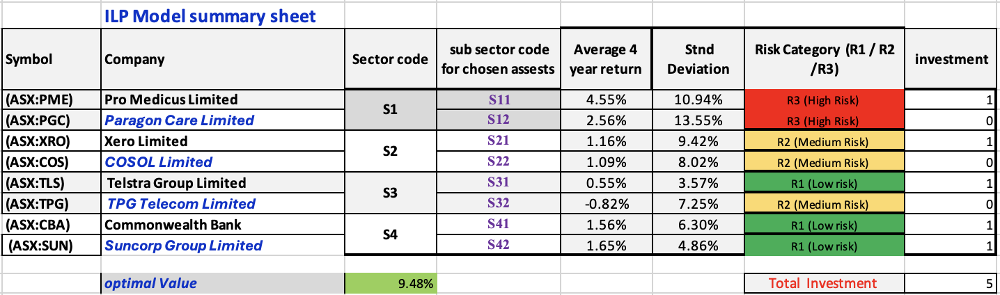 ILP Model summary sheet
Symbol Company Sector code sub sector code for chosen assests Average 4 year return Stnd Deviation Risk Category (R1 / R2 /R3) investment
(ASX:PME) Pro Medicus Limited S1 S11 4.55% 10.94% R3 (High Risk) 1
(ASX:PGC) Paragon Care Limited S12 2.56% 13.55% R3 (High Risk) 0
(ASX:XRO) Xero Limited S2 S21 1.16% 9.42% R2 (Medium Risk) 1
(ASX:COS) COSOL Limited S22 1.09% 8.02% R2 (Medium Risk) 0
(ASX:TLS) Telstra Group Limited S3 S31 0.55% 3.57% R1 (Low risk) 1
(ASX:TPG) TPG Telecom Limited S32 -0.82% 7.25% R2 (Medium Risk) 0
(ASX:CBA) Commonwealth Bank S4 S41 1.56% 6.30% R1 (Low risk) 1
(ASX:SUN) Suncorp Group Limited S42 1.65% 4.86% R1 (Low risk) 1
optimal Value 9.48% Total Investment 5